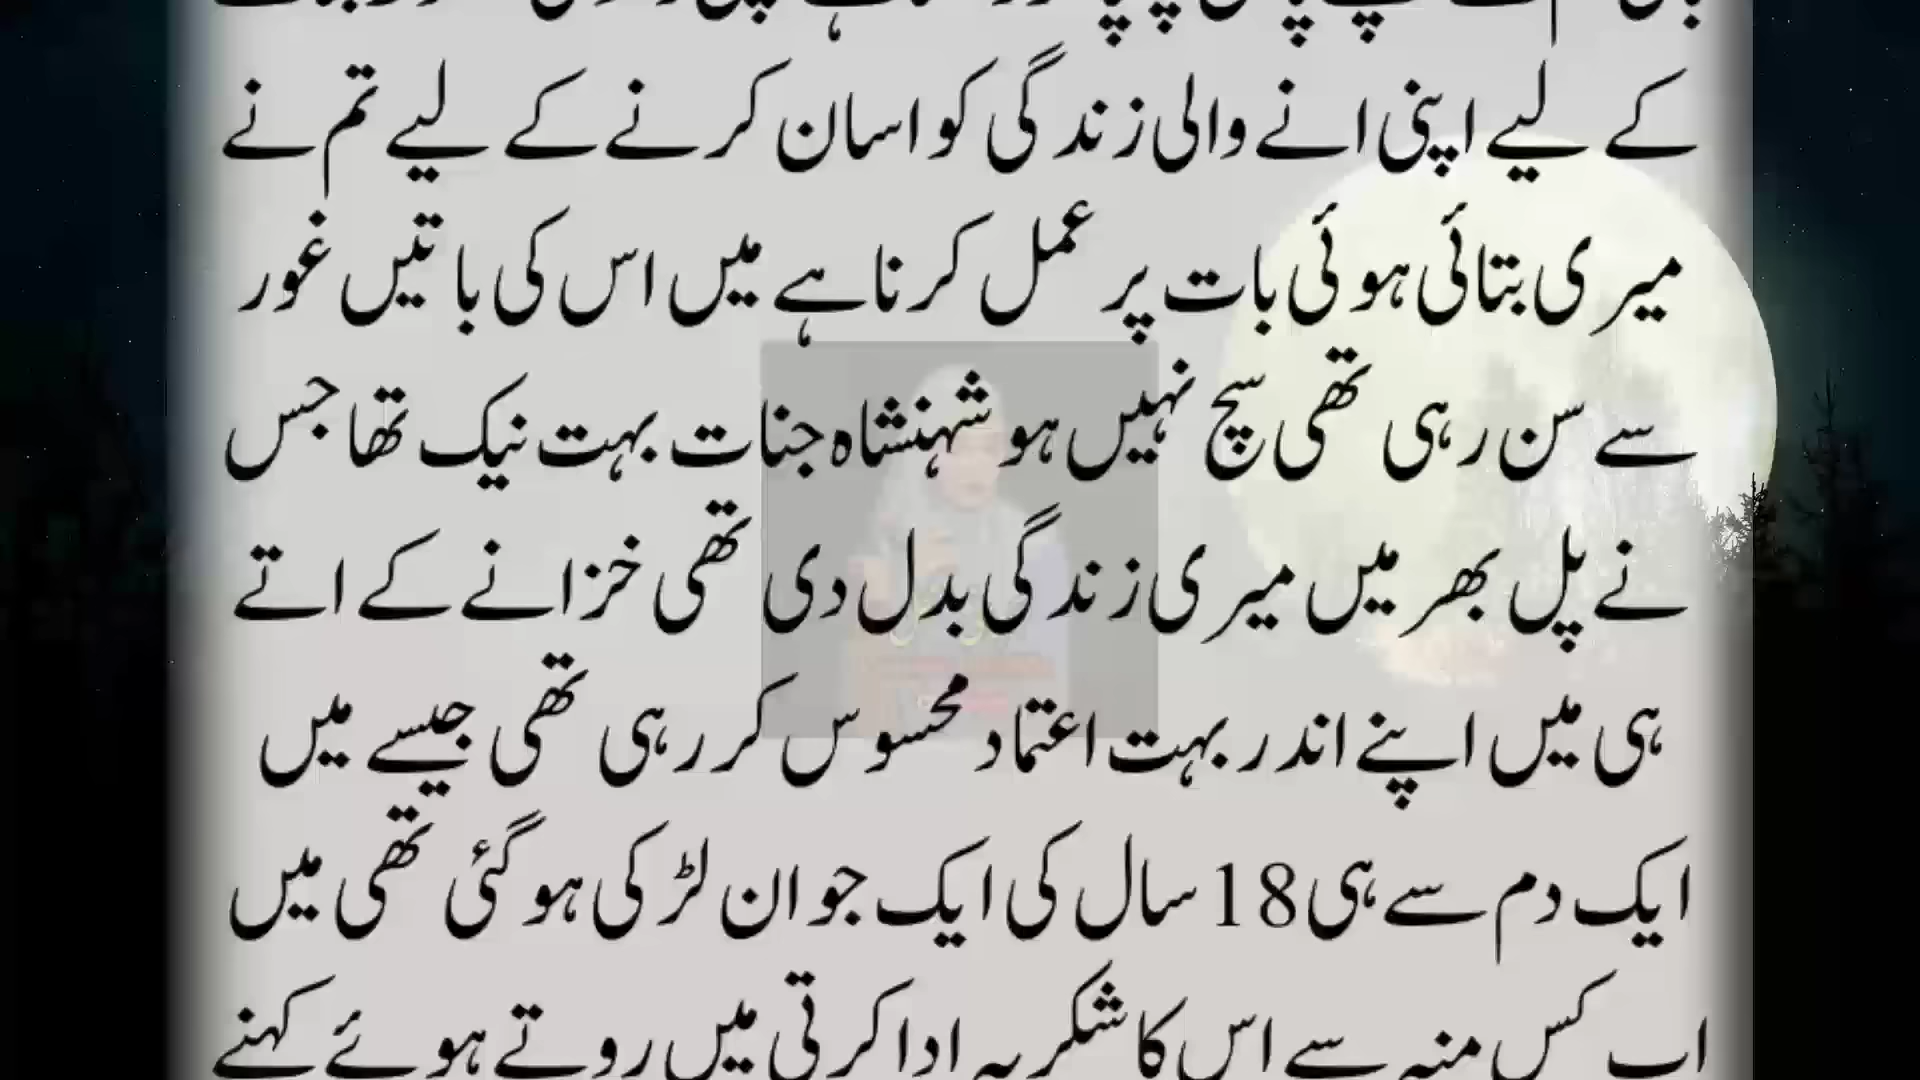 کے لیے اپنی انے والی زندگی کو اسان کرنے کے لیے تم نے
میری بتائی ہوئی بات پر عمل کرنا ہے میں اس کی باتیں غور
سے سن رہی تھی سچ نہیں ہو شہنشاہ جنات بہت نیک تھا جس
نے پل بھر میں میری زندگی بدل دی تھی خزانے کے اتے
ہی میں اپنے اندر بہت اعتماد محسوس کر رہی تھی جیسے میں
ایک دم سے ہی 18 سال کی ایک جوان لڑکی ہو گئی تھی میں
اب کس منہ سے اس کا شکریہ ادا کرتی میں روتے ہوئے کہنے